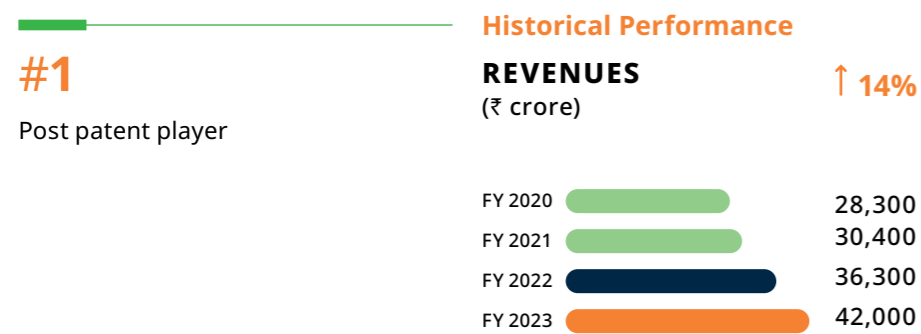 #1
Post patent player
Historical Performance
REVENUES
(₹ crore)
↑ 14%
FY 2020 28,300
FY 2021 30,400
FY 2022 36,300
FY 2023 42,000